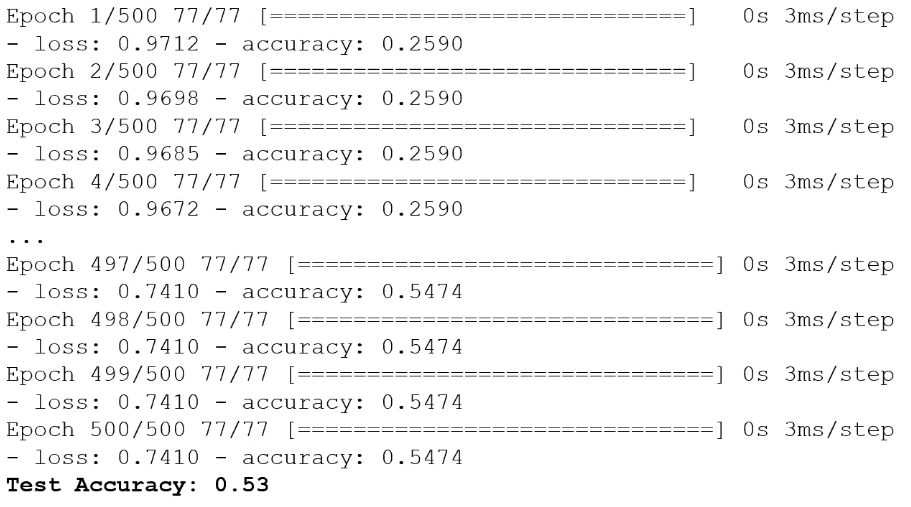 Epoch 1/500 77/77 [==============================] 0s 3ms/step
- loss: 0.9712 - accuracy: 0.2590
Epoch 2/500 77/77 [==============================] 0s 3ms/step
- loss: 0.9698 - accuracy: 0.2590
Epoch 3/500 77/77 [==============================] 0s 3ms/step
- loss: 0.9685 - accuracy: 0.2590
Epoch 4/500 77/77 [==============================] 0s 3ms/step
- loss: 0.9672 - accuracy: 0.2590
...
Epoch 497/500 77/77 [==============================] 0s 3ms/step
- loss: 0.7410 - accuracy: 0.5474
Epoch 498/500 77/77 [==============================] 0s 3ms/step
- loss: 0.7410 - accuracy: 0.5474
Epoch 499/500 77/77 [==============================] 0s 3ms/step
- loss: 0.7410 - accuracy: 0.5474
Epoch 500/500 77/77 [==============================] 0s 3ms/step
- loss: 0.7410 - accuracy: 0.5474
Test Accuracy: 0.53